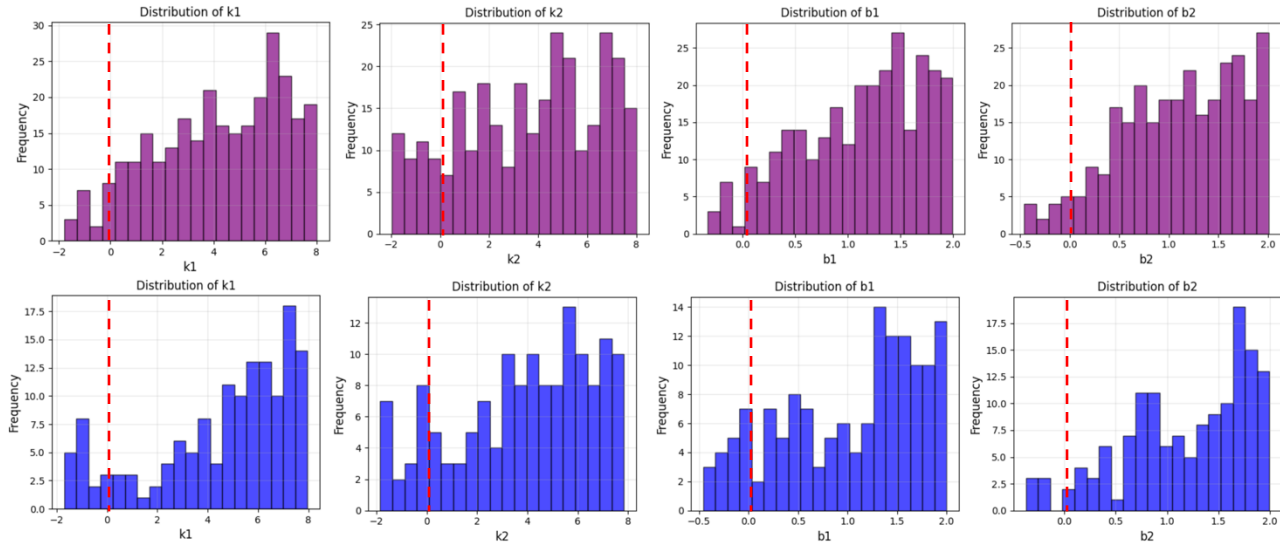 Distribution of k1
Frequency
30
25
20
15
10
5
0
−2 0 2 4 6 8
k1
Distribution of k2
Frequency
25
20
15
10
5
0
−2 0 2 4 6 8
k2
Distribution of b1
Frequency
25
20
15
10
5
0
0.0 0.5 1.0 1.5 2.0
b1
Distribution of b2
Frequency
25
20
15
10
5
0
−0.5 0.0 0.5 1.0 1.5 2.0
b2
Distribution of k1
Frequency
17.5
15.0
12.5
10.0
7.5
5.0
2.5
0.0
−2 0 2 4 6 8
k1
Distribution of k2
Frequency
12
10
8
6
4
2
0
−2 0 2 4 6 8
k2
Distribution of b1
Frequency
14
12
10
8
6
4
2
0
−0.5 0.0 0.5 1.0 1.5 2.0
b1
Distribution of b2
Frequency
17.5
15.0
12.5
10.0
7.5
5.0
2.5
0.0
0.0 0.5 1.0 1.5 2.0
b2